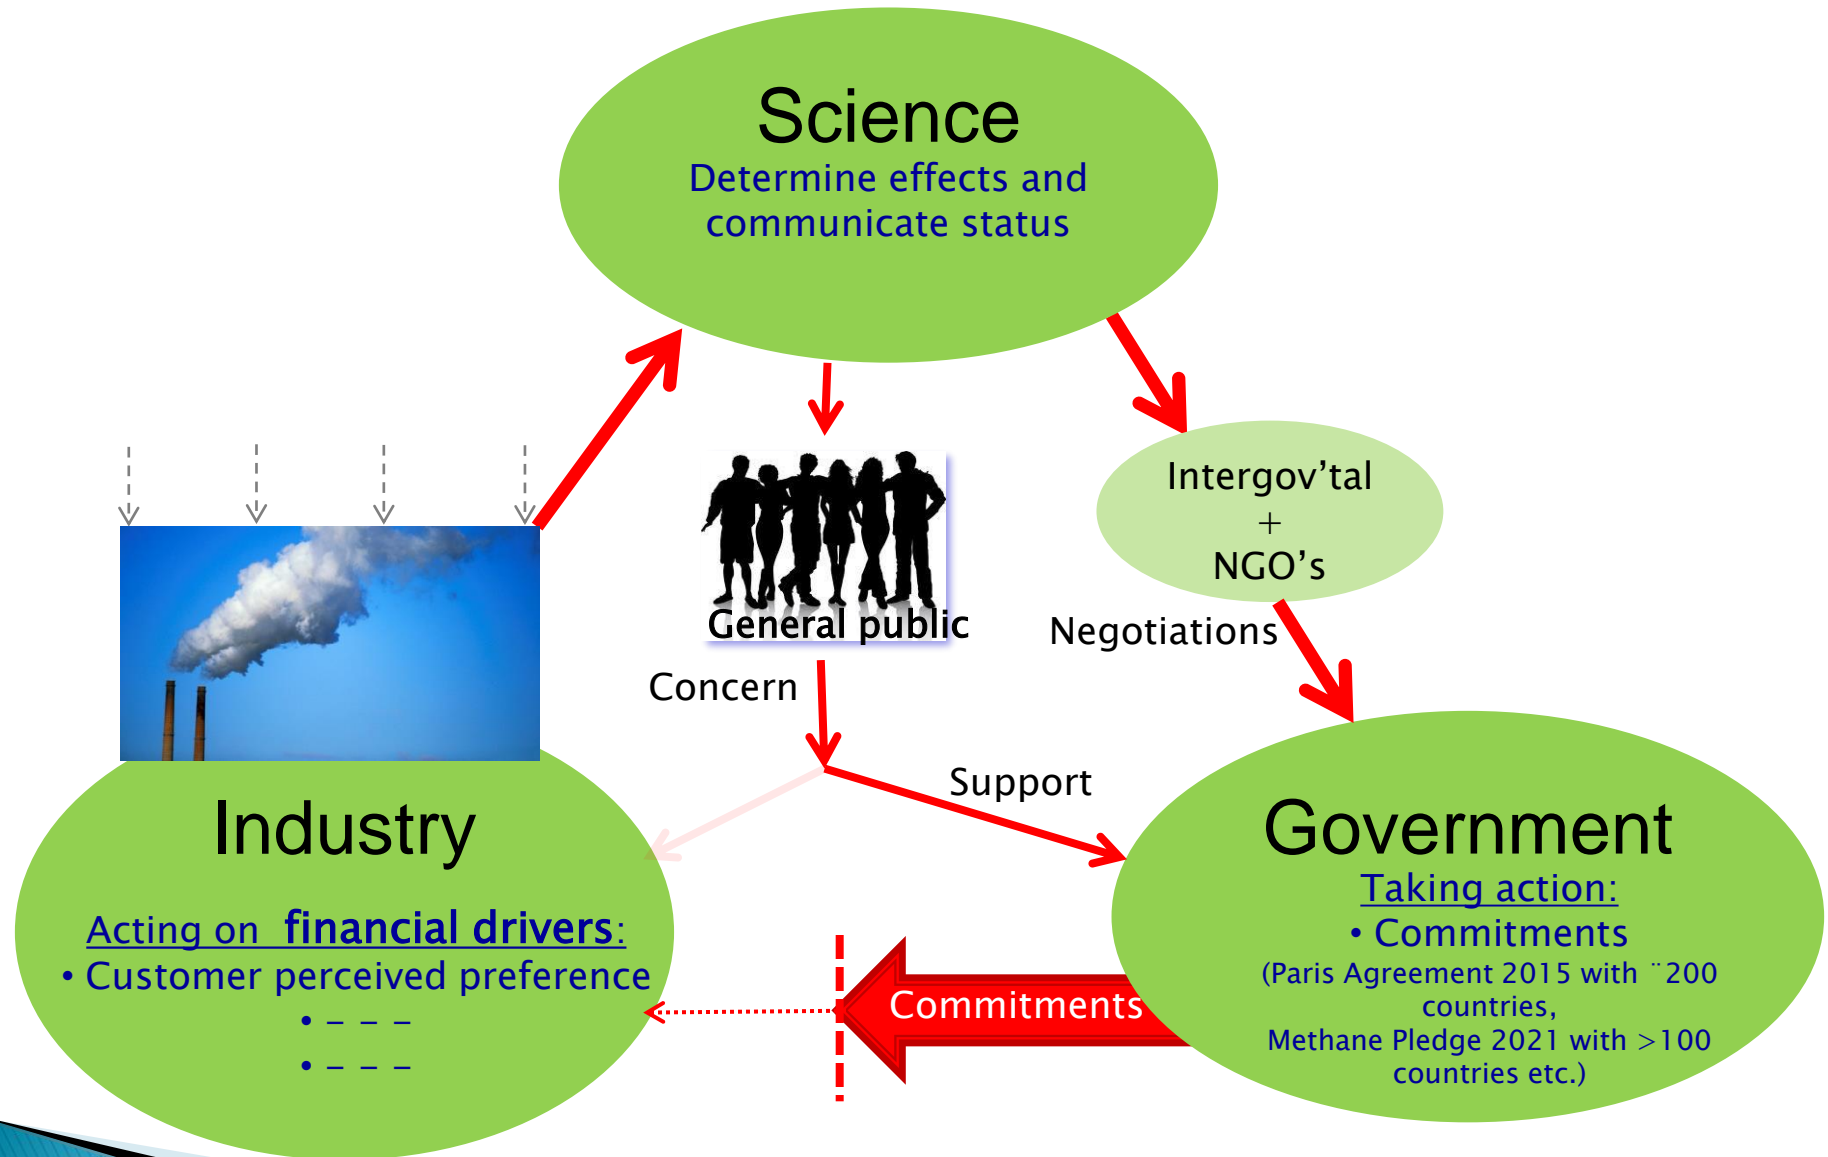 Science
Determine effects and
communicate status
Intergov’tal
+
NGO’s
General public
Negotiations
Concern
Support
Industry
Acting on financial drivers:
• Customer perceived preference
• – – –
• – – –
Commitments
Government
Taking action:
• Commitments
(Paris Agreement 2015 with ¨200
countries,
Methane Pledge 2021 with >100
countries etc.)